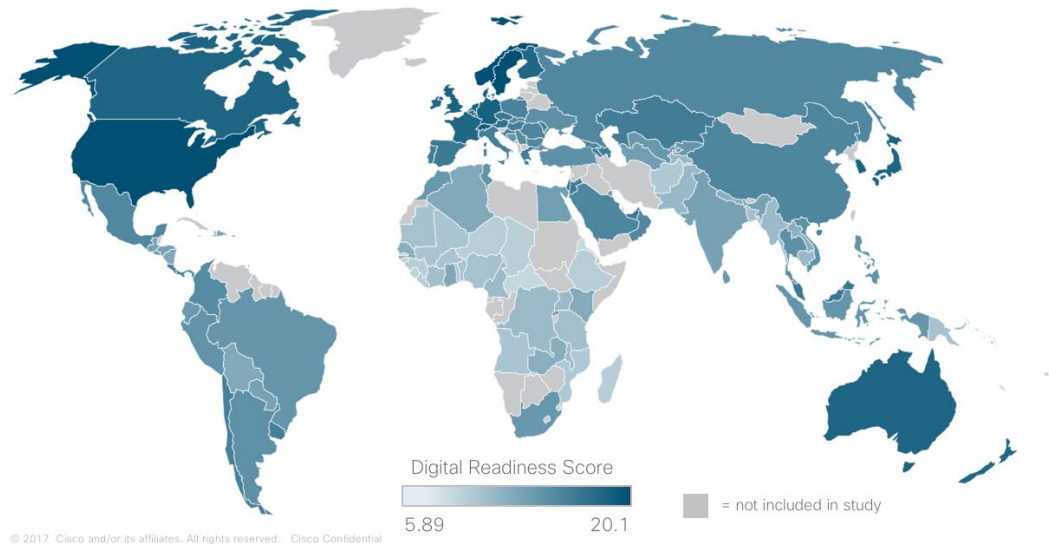 Digital Readiness Score
5.89 20.1
= not included in study
© 2017 Cisco and/or its affiliates. All rights reserved. Cisco Confidential